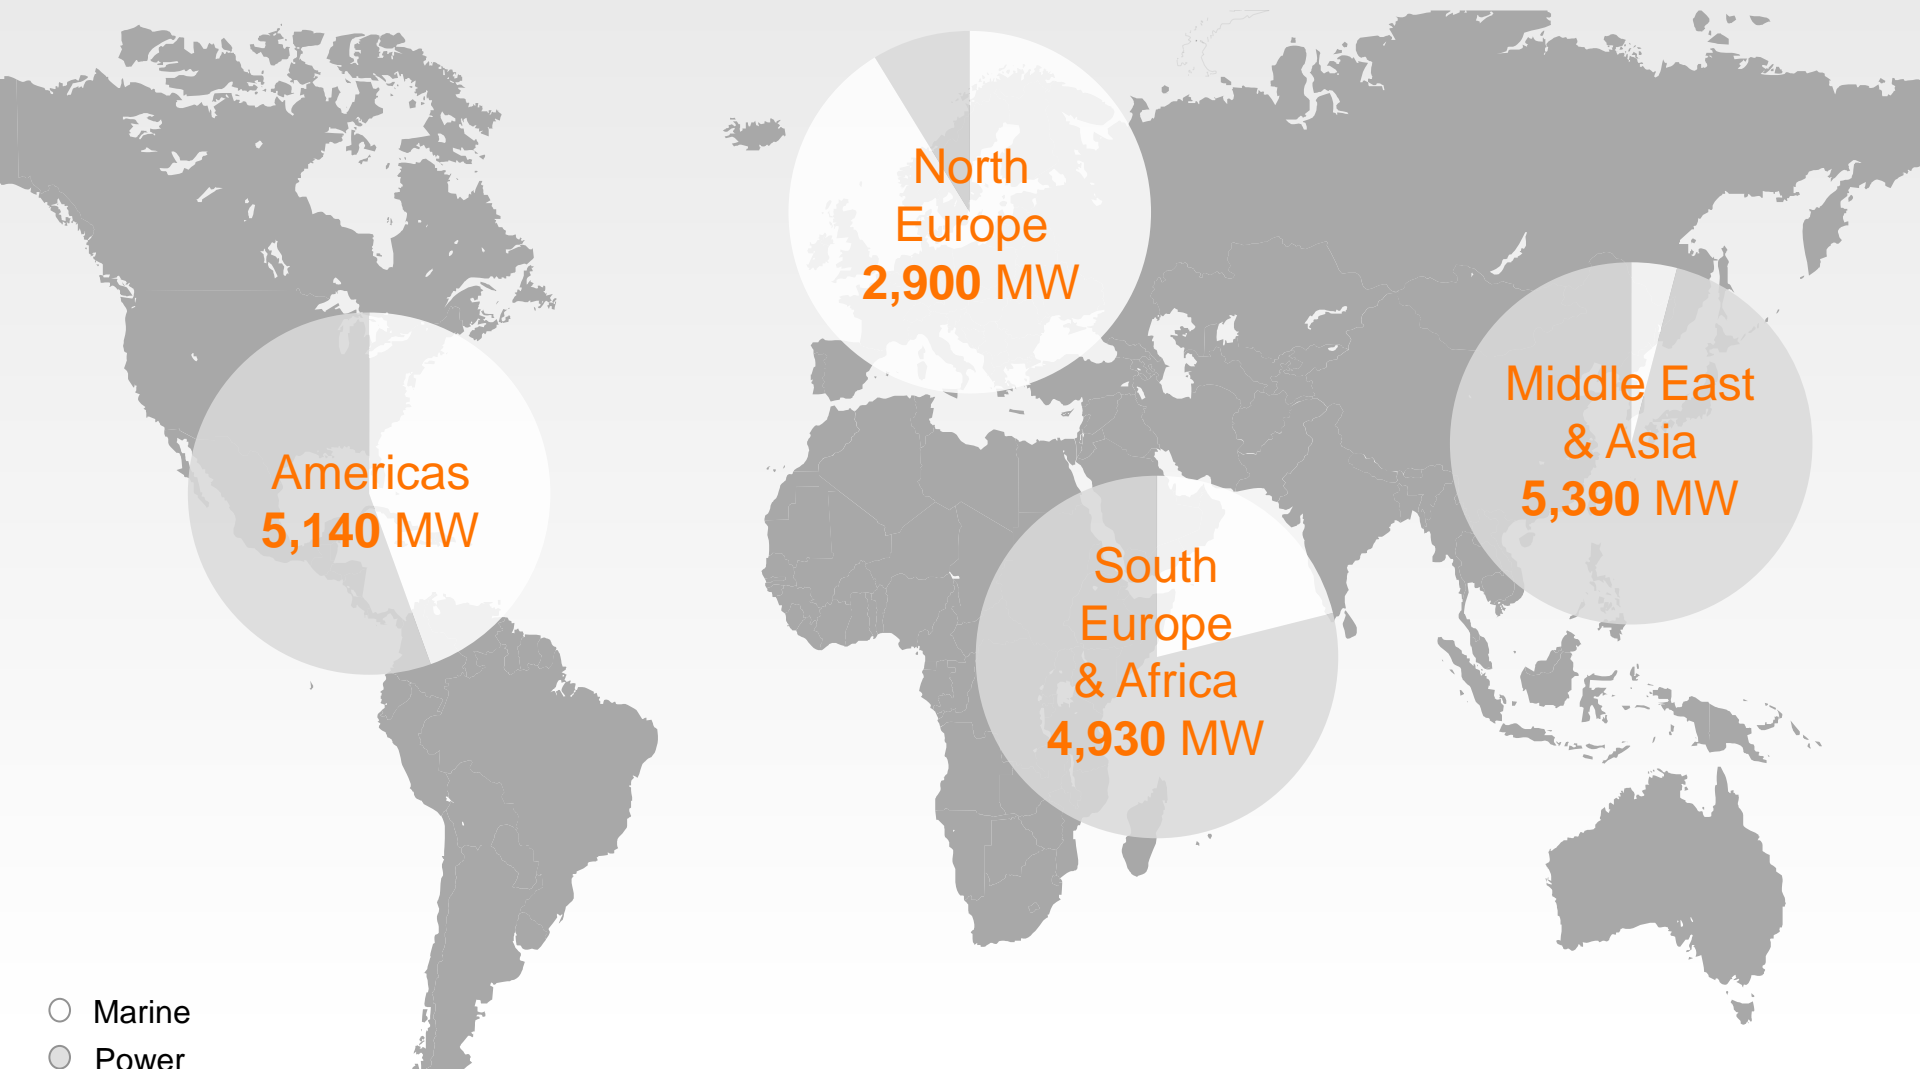 North
Europe
2,900 MW
Middle East
& Asia
5,390 MW
Americas
5,140 MW
South
Europe
& Africa
4,930 MW
Marine
Power